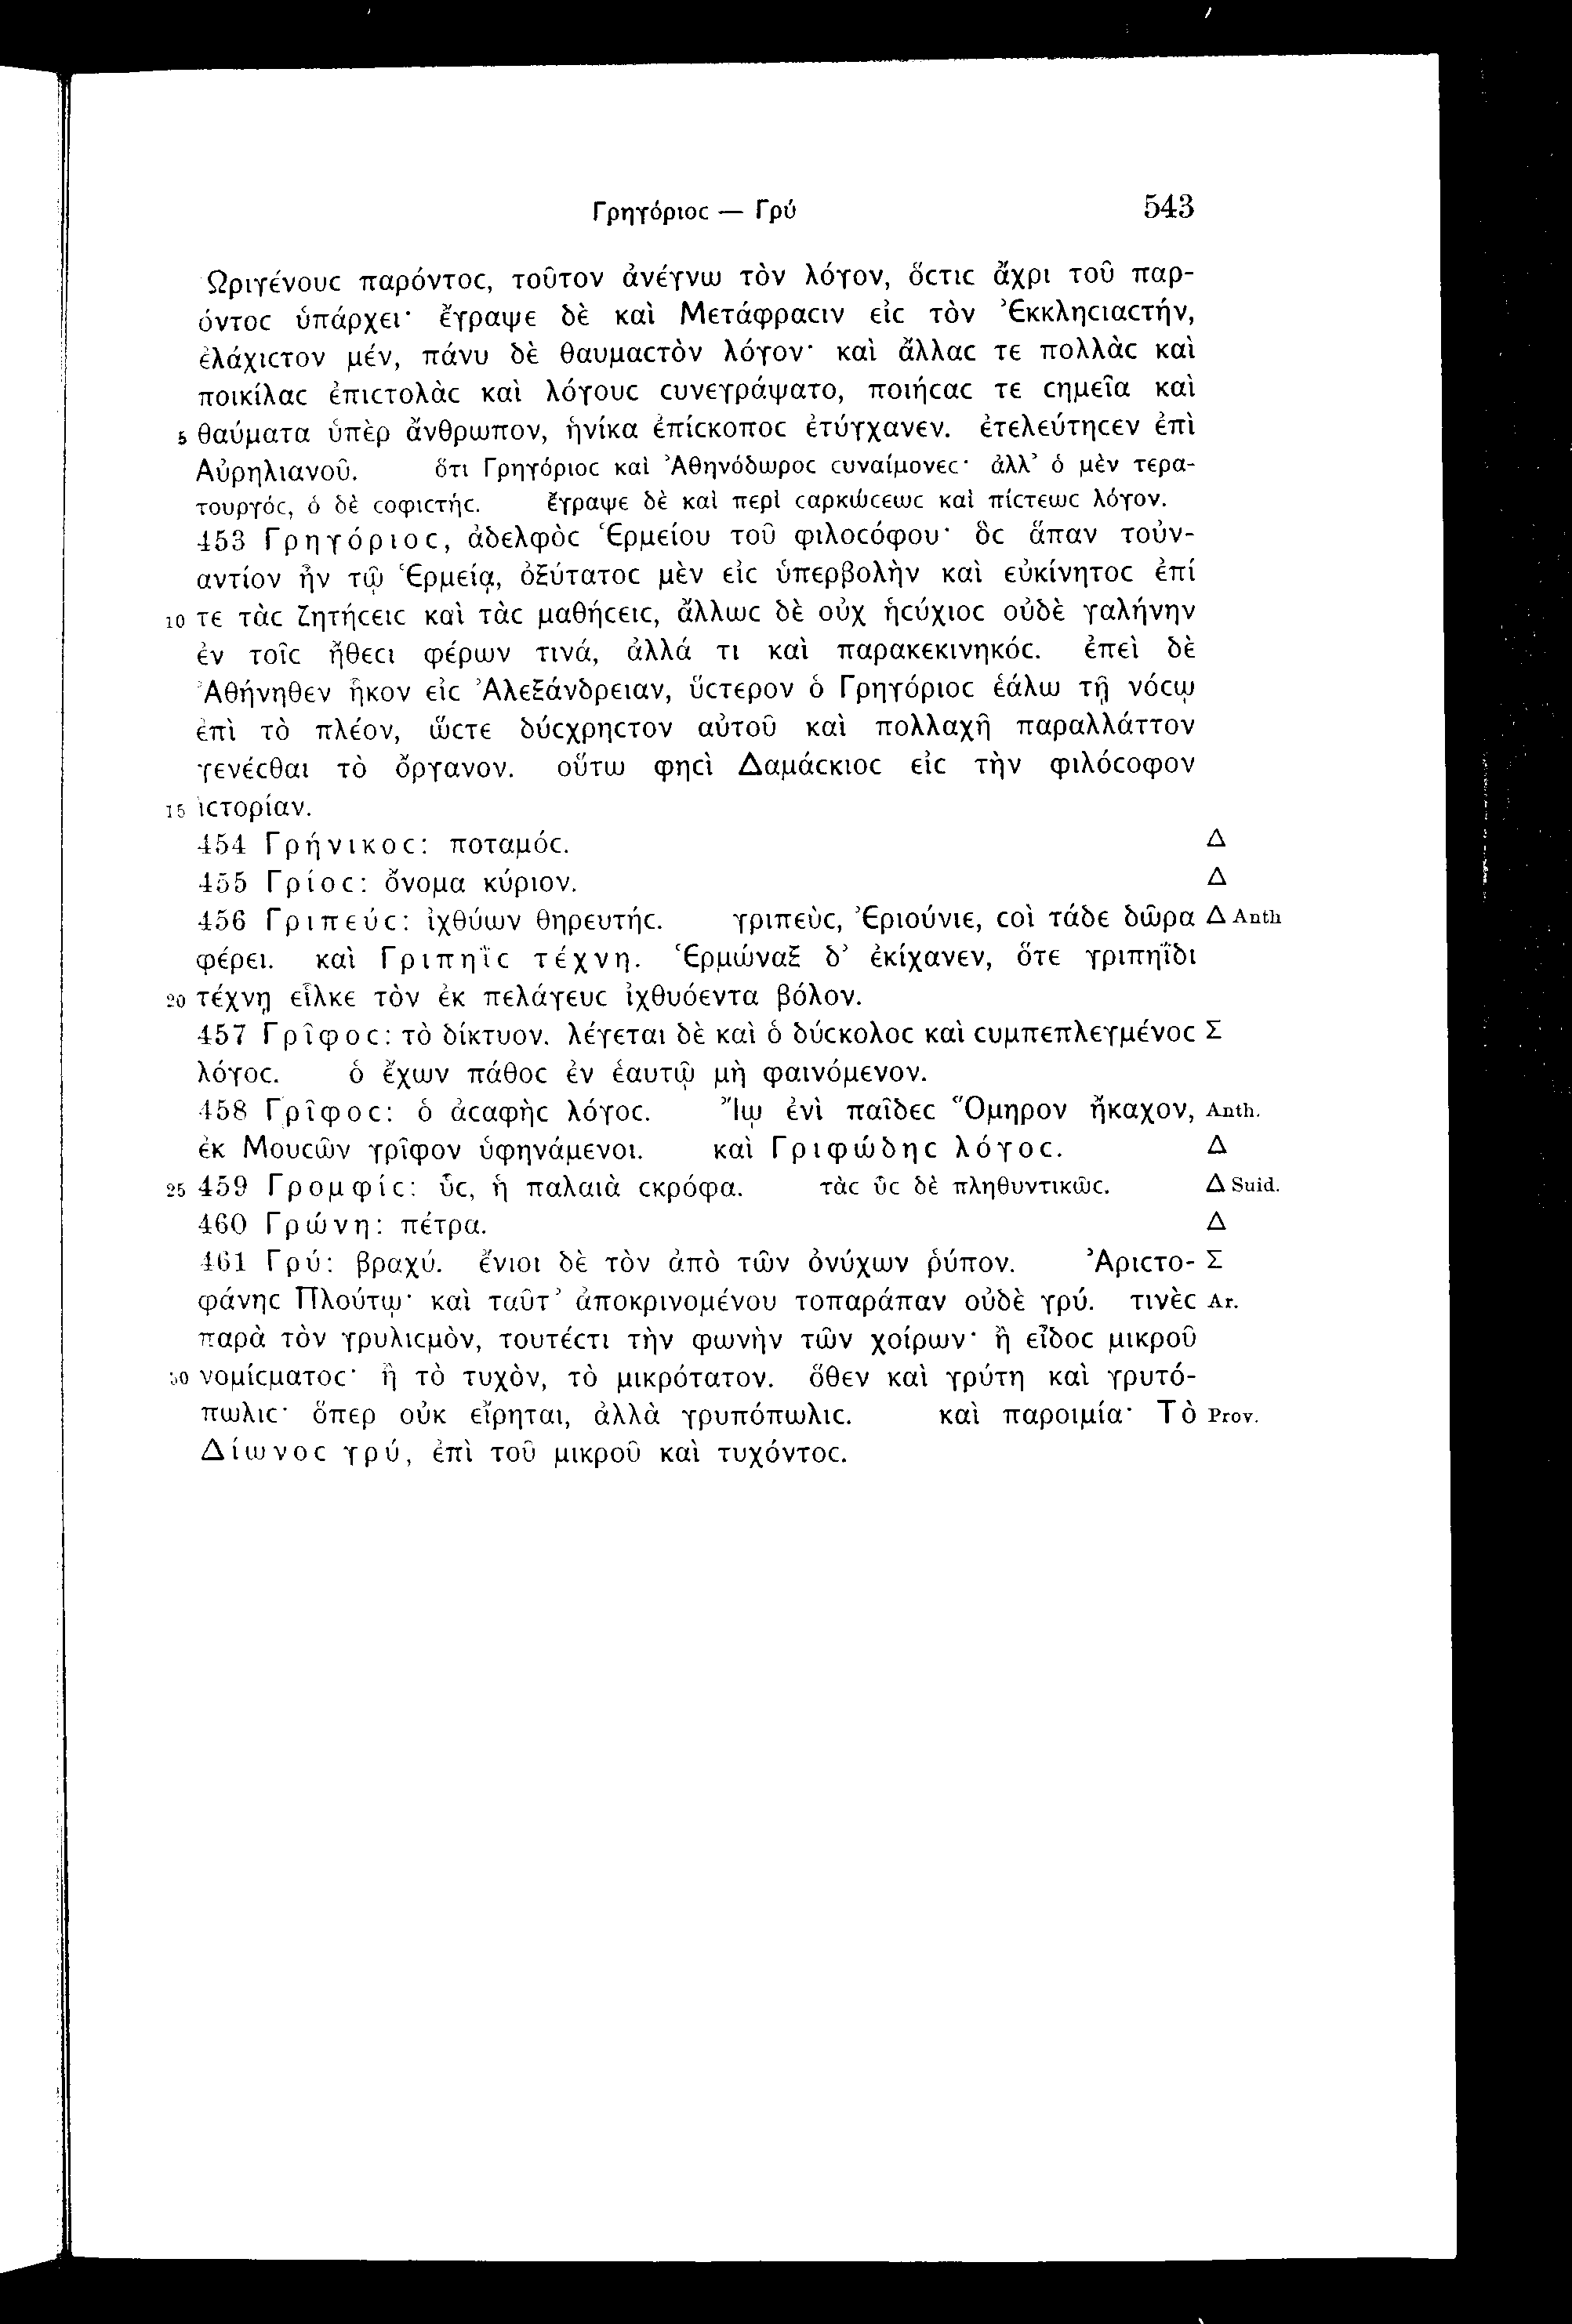 Γρηγόριοϲ — Γρύ 543
Ὠριγένουϲ παρόντοϲ, τοῦτον ἀνέγνω τὸν λόγον, ὅϲτιϲ ἄχρι τοῦ παρ-
όντοϲ ὑπάρχει· ἔγραψε δὲ καὶ Μετάφραϲιν εἰϲ τὸν Ἐκκληϲιαϲτήν,
ἐλάχιϲτον μέν, πάνυ δὲ θαυμαϲτὸν λόγον· καὶ ἄλλαϲ τε πολλὰϲ καὶ
ποικίλαϲ ἐπιϲτολὰϲ καὶ λόγουϲ ϲυνεγράψατο, ποιήϲαϲ τε ϲημεῖα καὶ
5 θαύματα ὑπὲρ ἄνθρωπον, ἡνίκα ἐπίϲκοποϲ ἐτύγχανεν. ἐτελεύτηϲεν ἐπὶ
Αὐρηλιανοῦ. ὅτι Γρηγόριοϲ καὶ Ἀθηνόδωροϲ ϲυναίμονεϲ· ἀλλ’ ὁ μὲν τερα-
τουργόϲ, ὁ δὲ ϲοφιϲτήϲ. ἔγραψε δὲ καὶ περὶ ϲαρκώϲεωϲ καὶ πίϲτεωϲ λόγον.
453 Γρηγόριοϲ, ἀδελφὸϲ Ἑρμείου τοῦ φιλοϲόφου· ὃϲ ἅπαν τοὐν-
αντίον ἦν τῷ Ἑρμείᾳ, ὀξύτατοϲ μὲν εἰϲ ὑπερβολὴν καὶ εὐκίνητοϲ ἐπί
10 τε τὰϲ ζητήϲειϲ καὶ τὰϲ μαθήϲειϲ, ἄλλωϲ δὲ οὐχ ἡϲύχιοϲ οὐδὲ γαλήνην
ἐν τοῖϲ ἤθεϲι φέρων τινά, ἀλλά τι καὶ παρακεκινηκόϲ. ἐπεὶ δὲ
Ἀθήνηθεν ἧκον εἰϲ Ἀλεξάνδρειαν, ὕϲτερον ὁ Γρηγόριοϲ ἑάλω τῇ νόϲῳ
ἐπὶ τὸ πλέον, ὥϲτε δύϲχρηϲτον αὐτοῦ καὶ πολλαχῆ παραλλάττον
γενέϲθαι τὸ ὄργανον. οὕτω φηϲὶ Δαμάϲκιοϲ εἰϲ τὴν φιλόϲοφον
15 ἱϲτορίαν.
454 Γρήνικοϲ: ποταμόϲ. Δ
455 Γρίοϲ: ὄνομα κύριον. Δ
456 Γριπεύϲ: ἰχθύων θηρευτήϲ. γριπεὺϲ, Ἐριούνιε, ϲοὶ τάδε δῶρα Δ Anth
φέρει. καὶ Γριπηῒϲ τέχνη. Ἑρμώναξ δ’ ἐκίχανεν, ὅτε γριπηΐδι
20 τέχνῃ εἷλκε τὸν ἐκ πελάγευϲ ἰχθυόεντα βόλον.
457 Γρῖφοϲ: τὸ δίκτυον. λέγεται δὲ καὶ ὁ δύϲκολοϲ καὶ ϲυμπεπλεγμένοϲ Σ
λόγοϲ. ὁ ἔχων πάθοϲ ἐν ἑαυτῷ μὴ φαινόμενον.
458 Γρῖφοϲ: ὁ ἀϲαφὴϲ λόγοϲ. Ἴῳ ἐνὶ παῖδεϲ Ὅμηρον ἤκαχον, Anth.
ἐκ Μουϲῶν γρῖφον ὑφηνάμενοι. καὶ Γριφώδηϲ λόγοϲ. Δ
25 459 Γρομφίϲ: ὗϲ, ἡ παλαιὰ ϲκρόφα. τὰϲ ὗϲ δὲ πληθυντικῶϲ. Δ Suid.
460 Γρώνη: πέτρα. Δ
461 Γρύ: βραχύ. ἔνιοι δὲ τὸν ἀπὸ τῶν ὀνύχων ῥύπον. Ἀριϲτο- Σ
φάνηϲ Πλούτῳ· καὶ ταῦτ’ ἀποκρινομένου τοπαράπαν οὐδὲ γρύ. τινὲϲ Ar.
παρὰ τὸν γρυλιϲμὸν, τουτέϲτι τὴν φωνὴν τῶν χοίρων· ἢ εἶδοϲ μικροῦ
30 νομίϲματοϲ· ἢ τὸ τυχὸν, τὸ μικρότατον. ὅθεν καὶ γρύτη καὶ γρυτό-
πωλιϲ· ὅπερ οὐκ εἴρηται, ἀλλὰ γρυπόπωλιϲ. καὶ παροιμία· Τὸ Prov.
Δίωνοϲ γρύ, ἐπὶ τοῦ μικροῦ καὶ τυχόντοϲ.